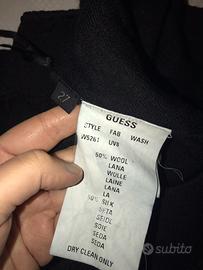 27
GUESS
STYLE FAB WASH
W5261 UV8
50% WOOL
LANA
WOLLE
LAINE
LANA
LA
50% SILK
SETA
SEIDE
SOIE
SEDA
SEDA
DRY CLEAN ONLY
subito